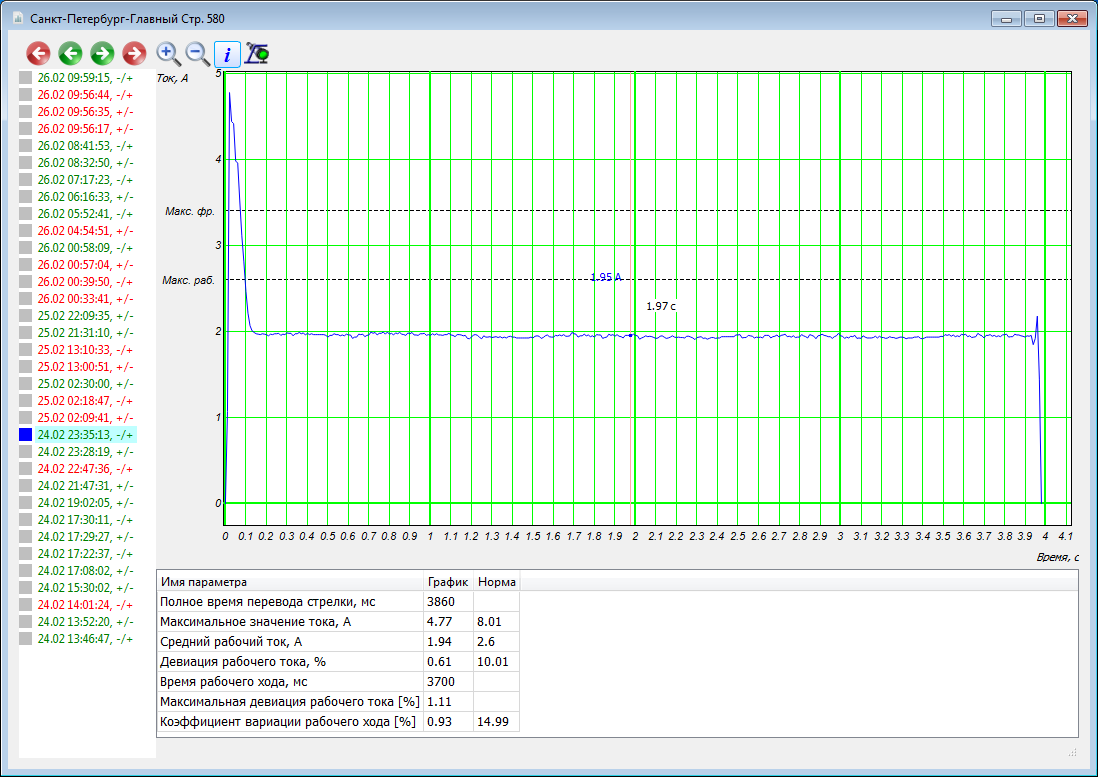 Санкт-Петербург-Главный Стр. 580
i
26.02 09:59:15, -/+
26.02 09:56:44, -/+
26.02 09:56:35, +/-
26.02 09:56:17, +/-
26.02 08:41:53, -/+
26.02 08:32:50, +/-
26.02 07:17:23, -/+
26.02 06:16:33, +/-
26.02 05:52:41, -/+
26.02 04:54:51, +/-
26.02 00:58:09, -/+
26.02 00:57:04, +/-
26.02 00:39:50, +/-
26.02 00:33:41, +/-
25.02 22:09:35, -/+
25.02 21:31:10, +/-
25.02 13:10:33, -/+
25.02 13:00:51, +/-
25.02 02:30:00, +/-
25.02 02:18:47, +/-
25.02 02:09:41, +/-
24.02 23:35:13, -/+
24.02 23:28:19, +/-
24.02 22:47:36, -/+
24.02 21:47:31, +/-
24.02 19:02:05, +/-
24.02 17:30:11, +/-
24.02 17:29:27, +/-
24.02 17:22:37, +/-
24.02 17:08:02, +/-
24.02 15:30:02, +/-
24.02 14:01:24, -/+
24.02 13:52:20, +/-
24.02 13:46:47, -/+
Ток, А
5
4
Макс. фр.
3
Макс. раб.
2
1
0
1.95 А
1.97 с
0 0.1 0.2 0.3 0.4 0.5 0.6 0.7 0.8 0.9 1 1.1 1.2 1.3 1.4 1.5 1.6 1.7 1.8 1.9 2 2.1 2.2 2.3 2.4 2.5 2.6 2.7 2.8 2.9 3 3.1 3.2 3.3 3.4 3.5 3.6 3.7 3.8 3.9 4 4.1
Время, с
Имя параметра График Норма
Полное время перевода стрелки, мс 3860
Максимальное значение тока, А 4.77 8.01
Средний рабочий ток, А 1.94 2.6
Девиация рабочего тока, % 0.61 10.01
Время рабочего хода, мс 3700
Максимальная девиация рабочего тока [%] 1.11
Коэффициент вариации рабочего хода [%] 0.93 14.99